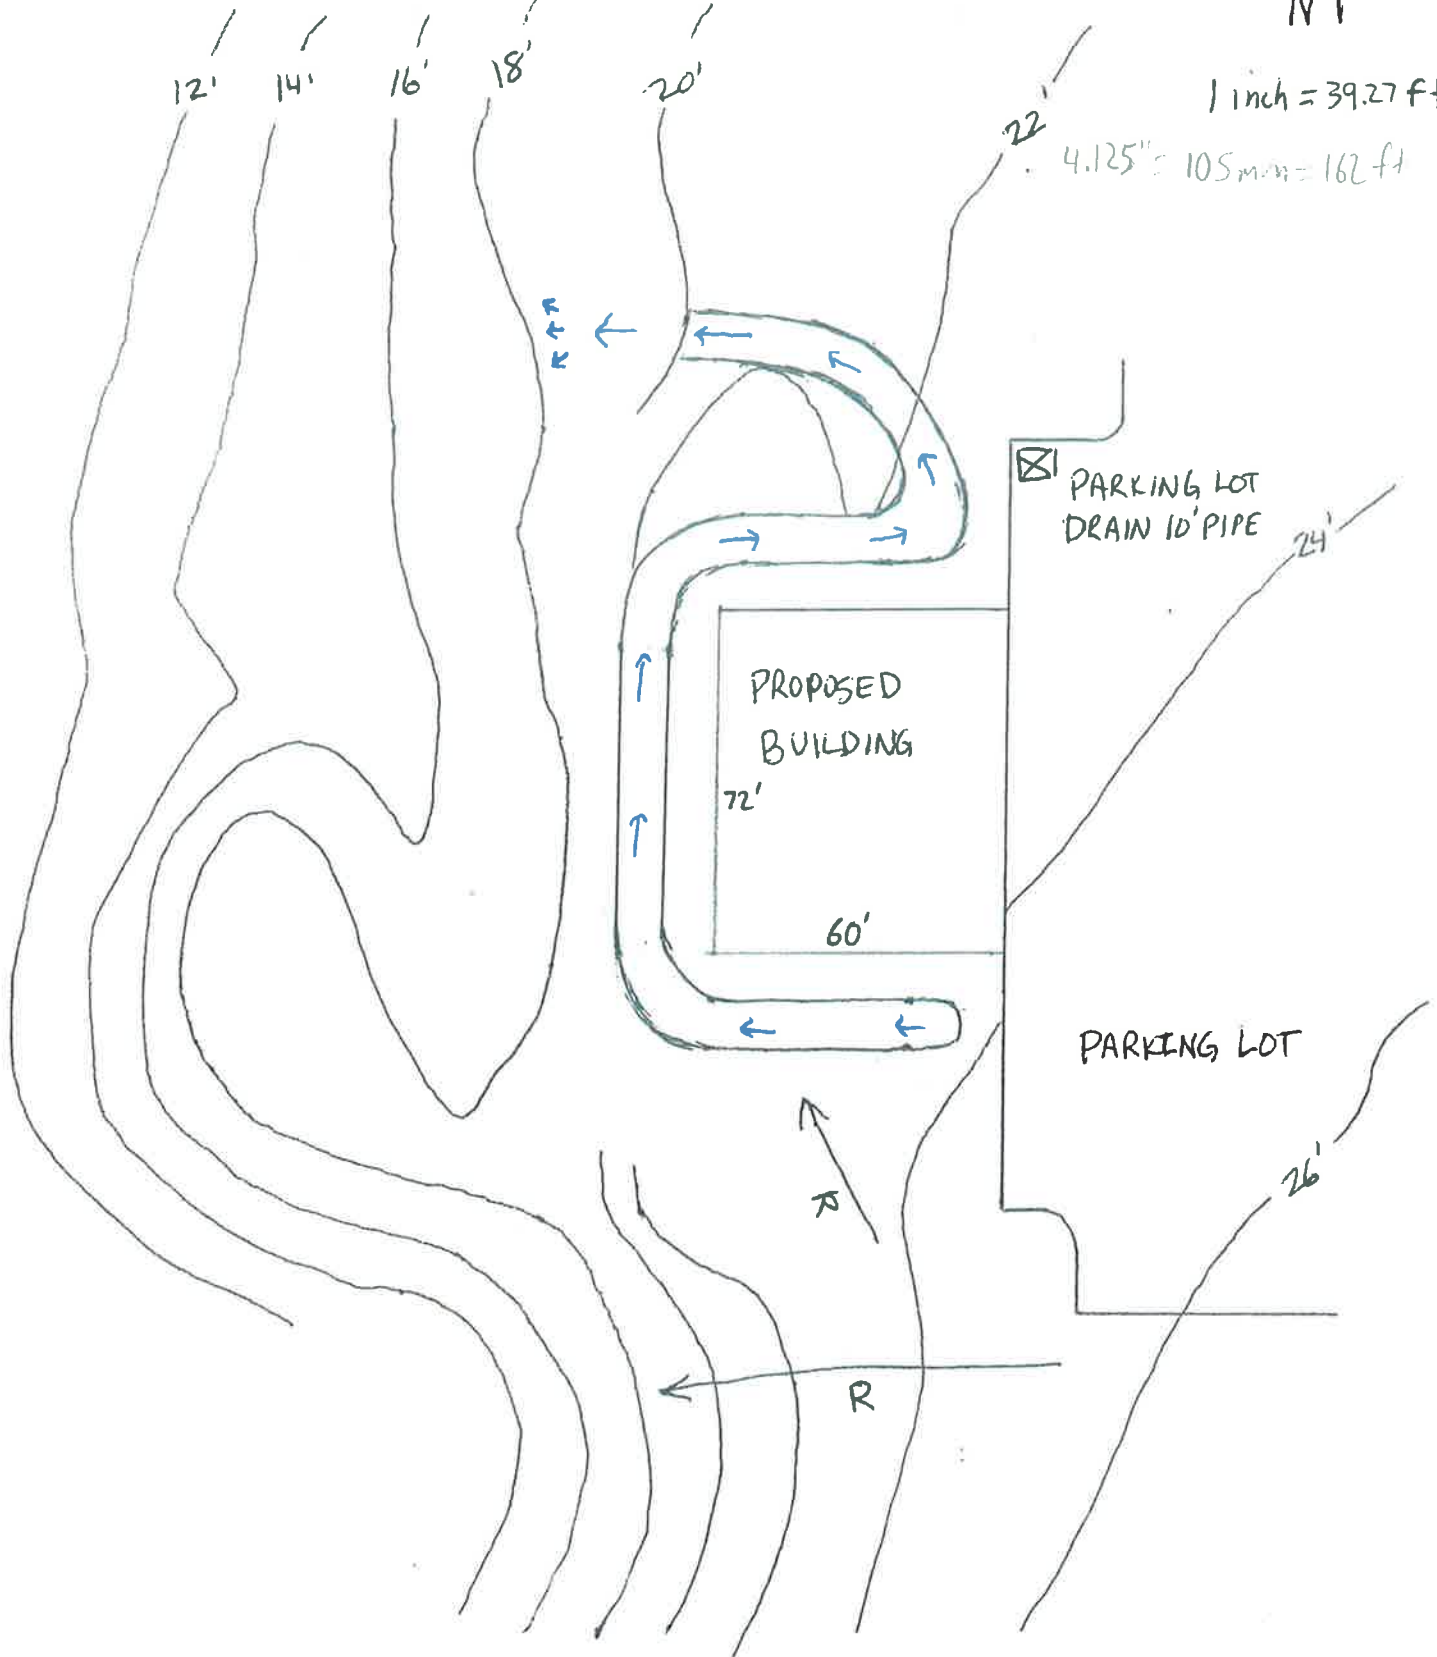 N
1 inch = 39.27 ft
4.125" = 105mm = 162 ft
12'
14'
16'
18'
20'
22'
PARKING LOT
DRAIN 10' PIPE
24'
PROPOSED
BUILDING
72'
60'
PARKING LOT
26'
R
R